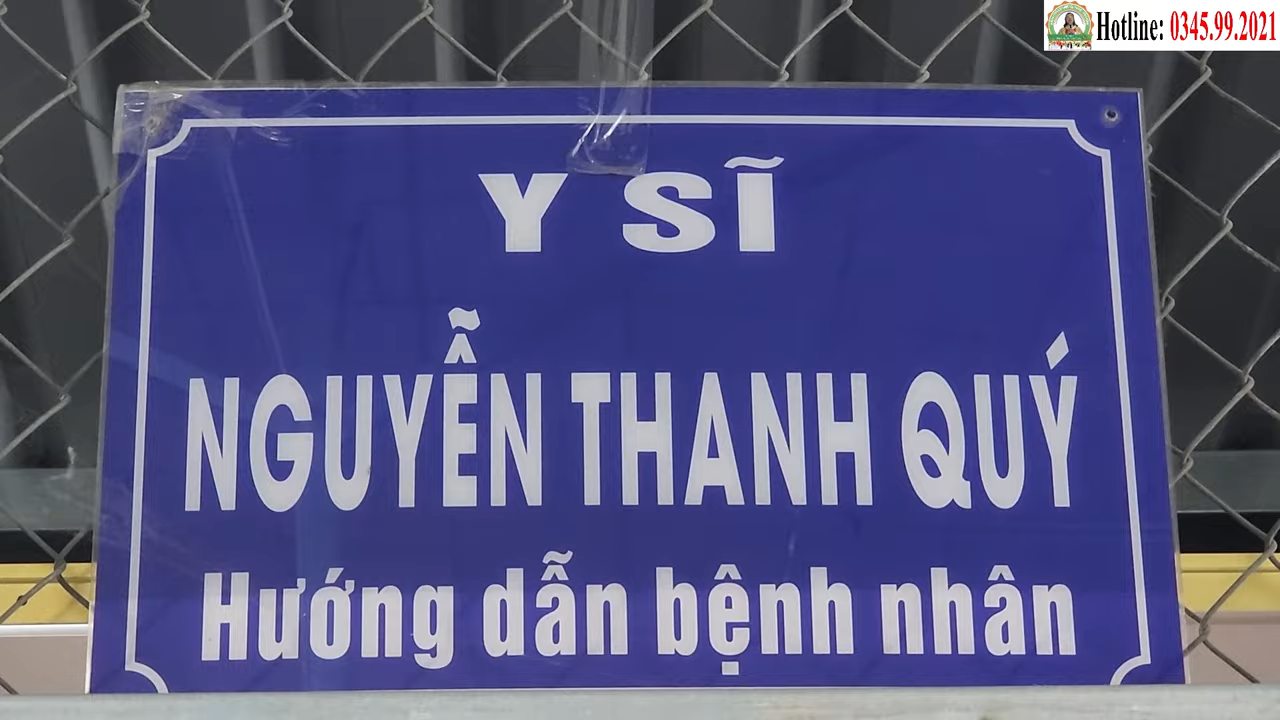 Hotline: 0345.99.2021
Y SĨ
NGUYỄN THANH QUÝ
Hướng dẫn bệnh nhân